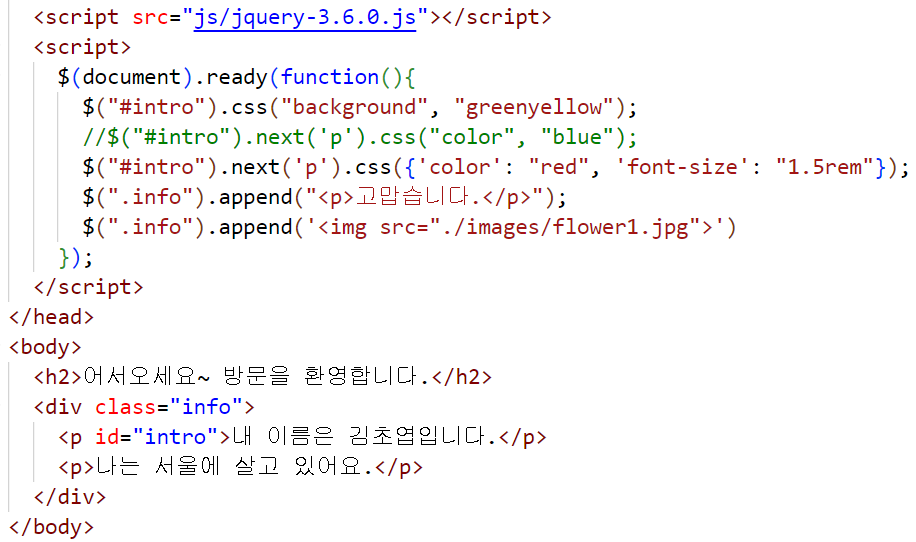 <script src="js/jquery-3.6.0.js"></script>
<script>
$(document).ready(function(){
$("#intro").css("background", "greenyellow");
//$("#intro").next('p').css("color", "blue");
$("#intro").next('p').css({'color': "red", 'font-size': "1.5rem"});
$(".info").append("<p>고맙습니다.</p>");
$(".info").append('<img src="./images/flower1.jpg">')
});
</script>
</head>
<body>
<h2>어서오세요~ 방문을 환영합니다.</h2>
<div class="info">
<p id="intro">내 이름은 김초엽입니다.</p>
<p>나는 서울에 살고 있어요.</p>
</div>
</body>